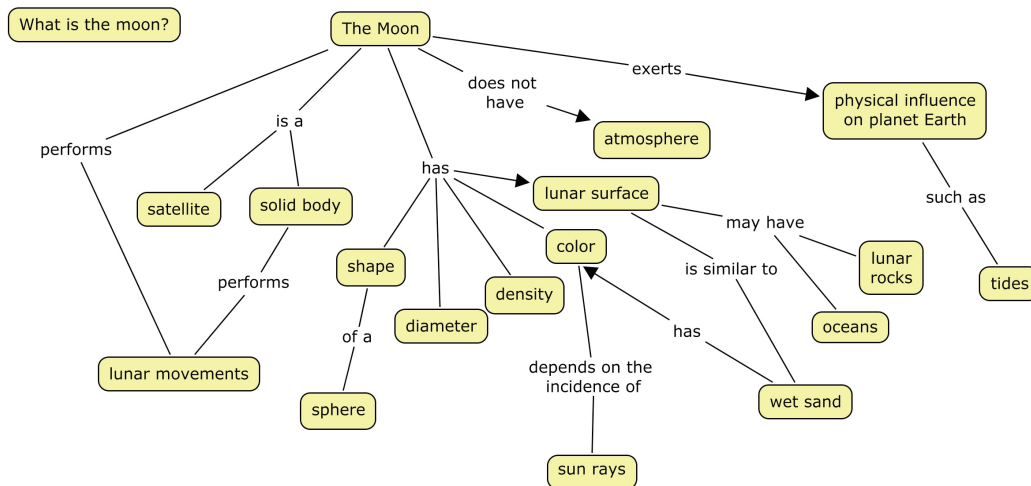 What is the moon?
The Moon
exerts
does not
have
physical influence
on planet Earth
is a
performs
atmosphere
has
satellite
solid body
lunar surface
such as
may have
color
shape
is similar to
lunar
rocks
performs
density
tides
diameter
oceans
of a
has
lunar movements
depends on the
incidence of
sphere
wet sand
sun rays